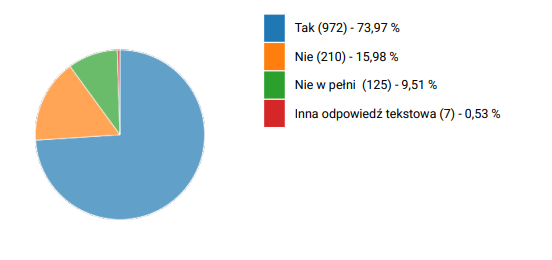 Tak (972) - 73,97 %
Nie (210) - 15,98 %
Nie w pełni (125) - 9,51 %
Inna odpowiedź tekstowa (7) - 0,53 %